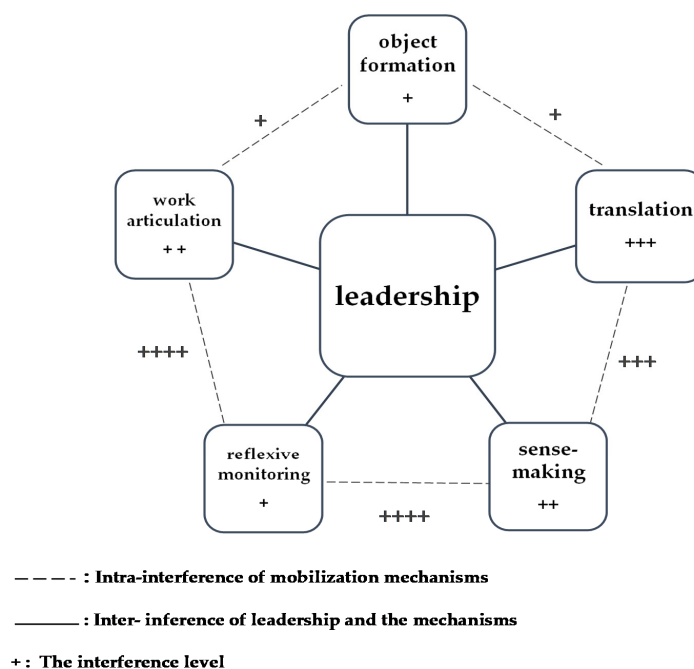 object
formation
+
+
+
work
articulation
+ +
translation
+++
leadership
++++
+++
reflexive
monitoring
+
sense-
making
++
++++
: Intra-interference of mobilization mechanisms
: Inter- inference of leadership and the mechanisms
+ : The interference level